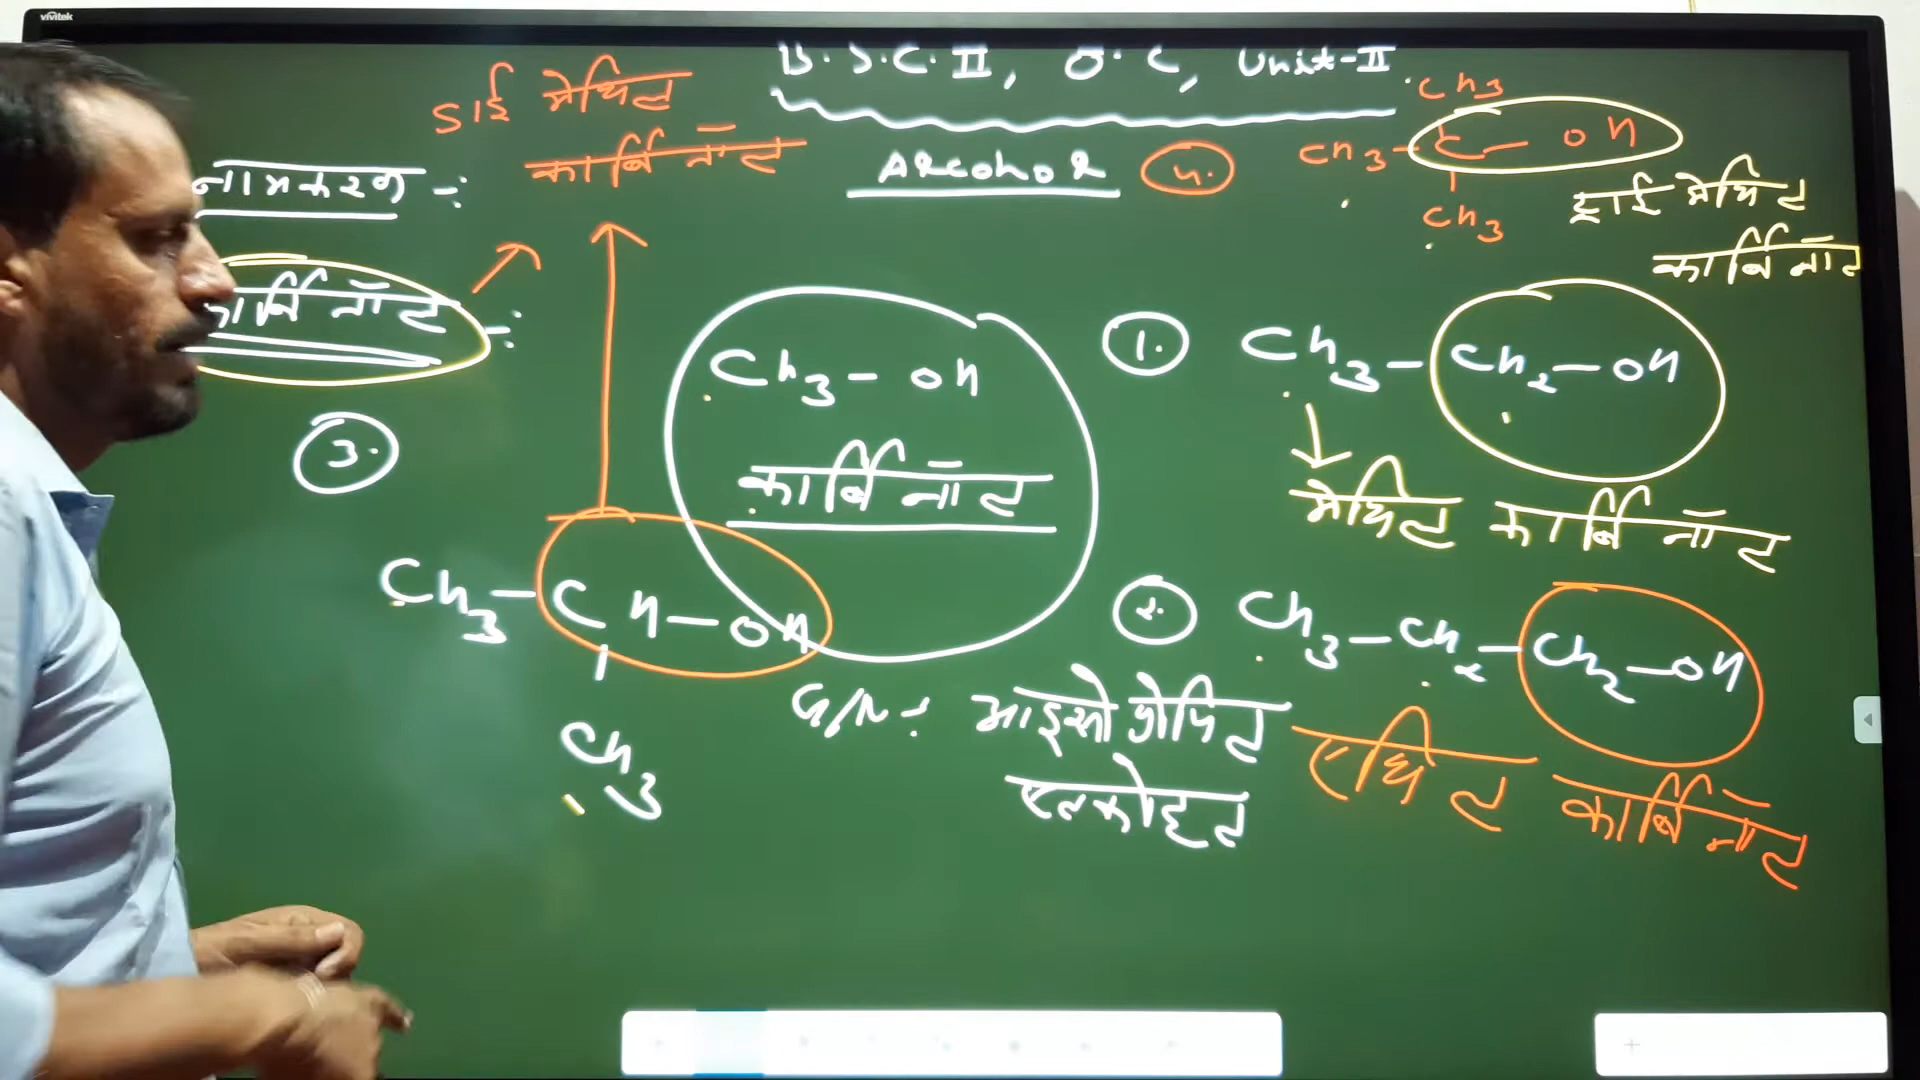 vivitek
B.S.C.II, O.C, Unit-II
Alcohol
नामकरण -:
कार्बिनॉल -:
CH3-OH
कार्बिनॉल
1. CH3-CH2-OH
मेथिल कार्बिनॉल
2. CH3-CH2-CH2-OH
एथिल कार्बिनॉल
3.
CH3-CH-OH
CH3
डाई मेथिल
कार्बिनॉल
G/N:
आइसो प्रोपिल
एल्कोहल
4.
CH3
CH3-C-OH
CH3
ट्राई मेथिल
कार्बिनॉल